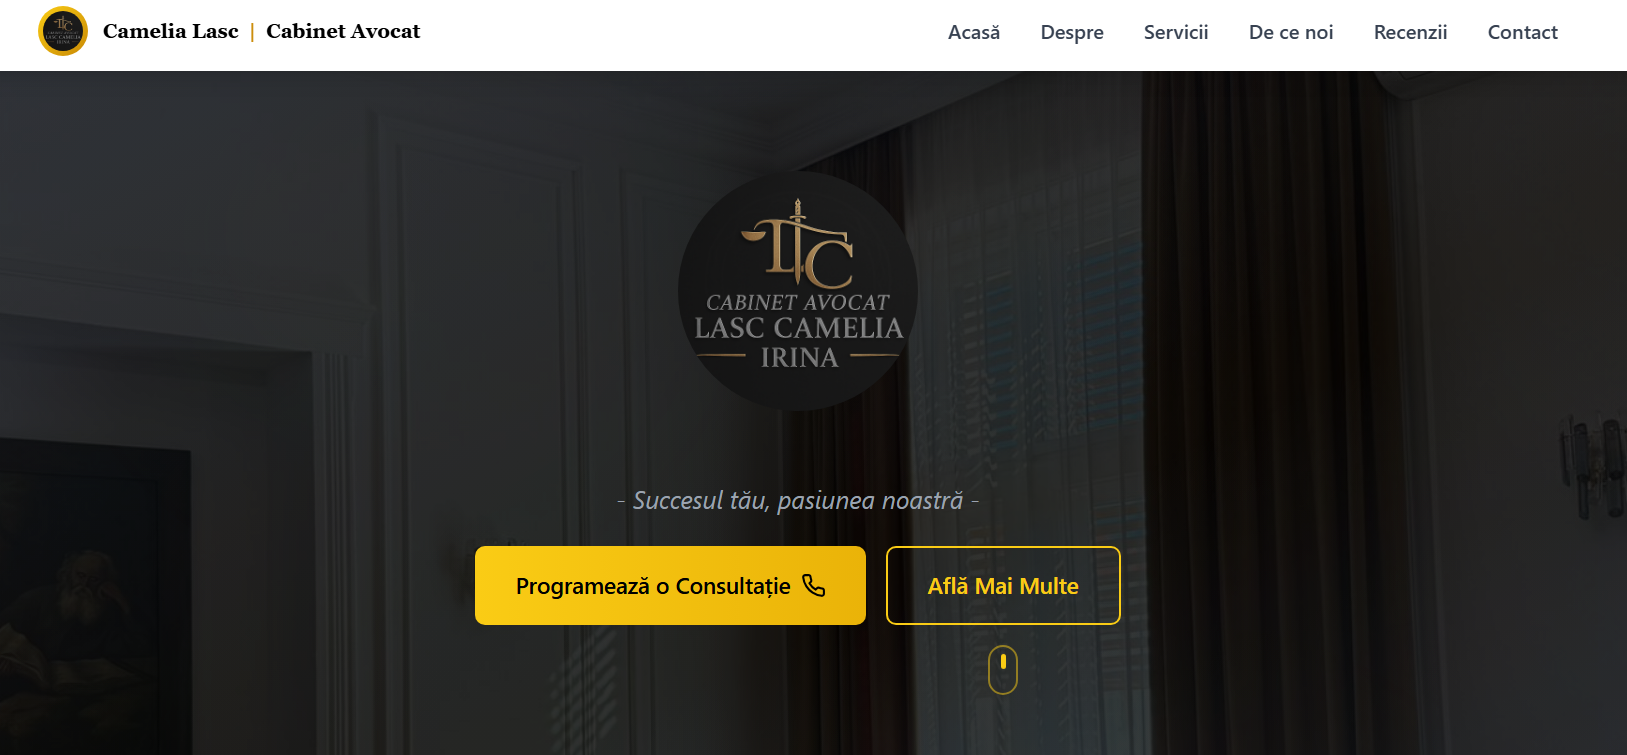 Camelia Lasc | Cabinet Avocat
Acasă Despre Servicii De ce noi Recenzii Contact
LC
CABINET AVOCAT
LASC CAMELIA
IRINA
- Succesul tău, pasiunea noastră -
Programează o Consultație
Află Mai Multe